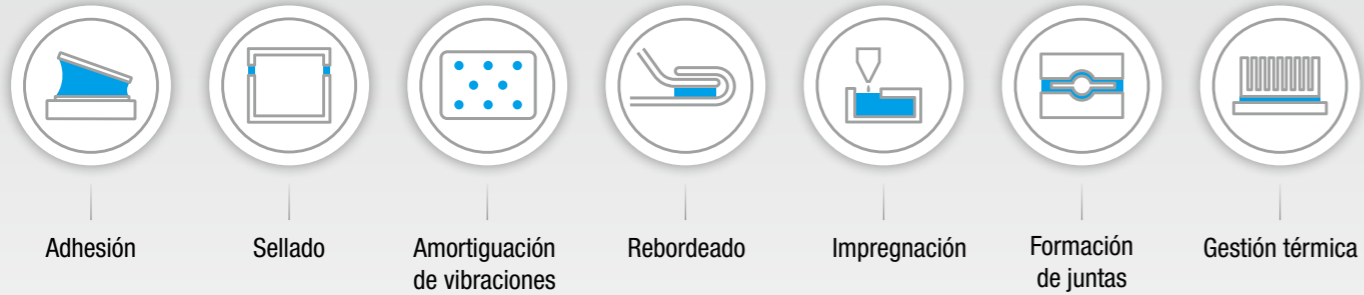 Adhesión
Sellado
Amortiguación
de vibraciones
Rebordeado
Impregnación
Formación
de juntas
Gestión térmica